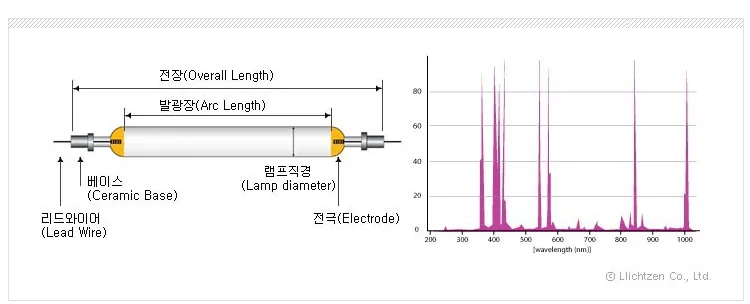 전장(Overall Length)
발광장(Arc Length)
램프직경
(Lamp diameter)
베이스
(Ceramic Base)
리드와이어
(Lead Wire)
전극(Electrode)
80
60
40
20
0
200 300 400 500 600 700 800 900 1000
[wavelength (nm)]
ⓒ Llichtzen Co., Ltd.